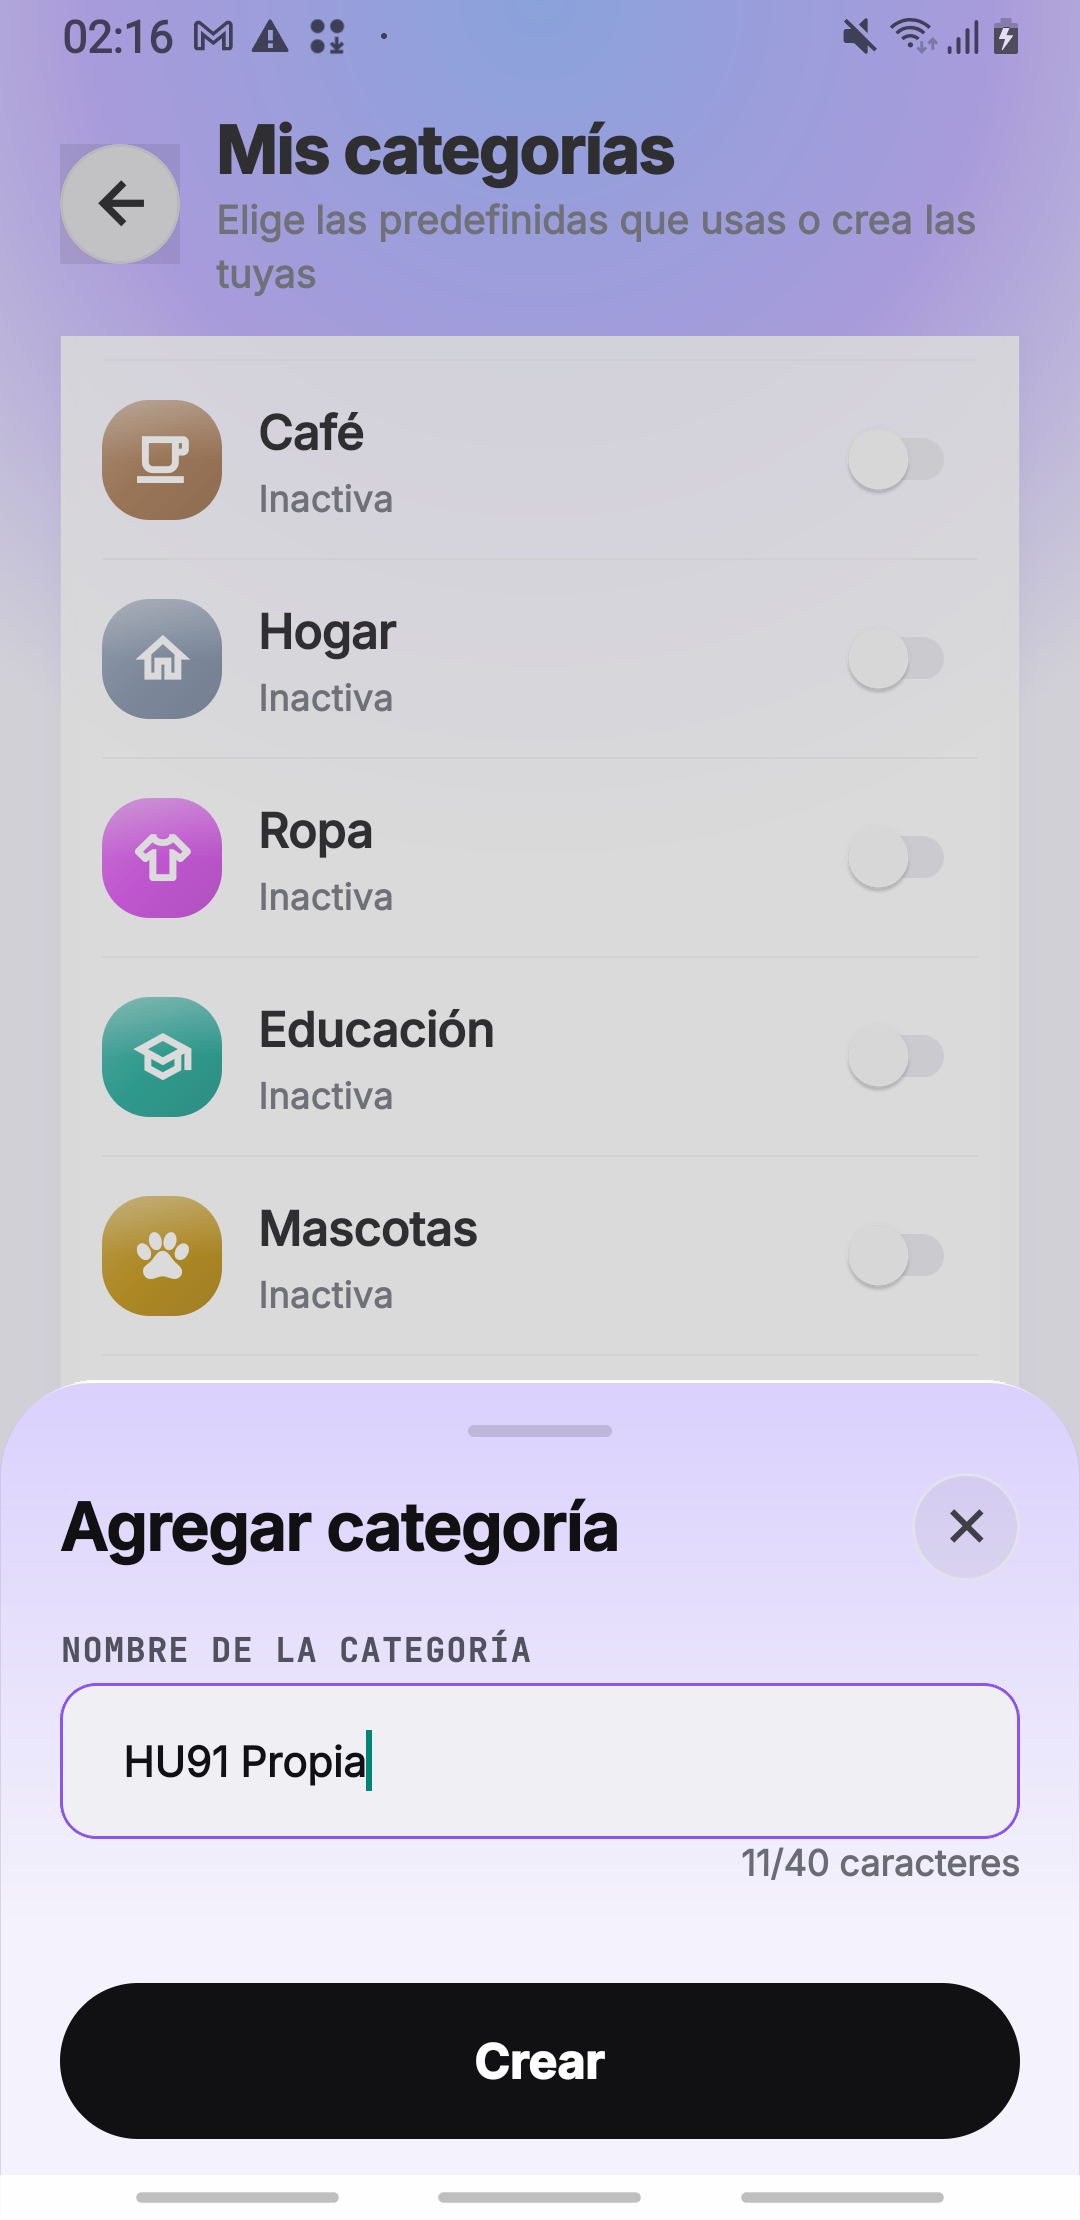 02:16
Mis categorías
Elige las predefinidas que usas o crea las
tuyas
Café
Inactiva
Hogar
Inactiva
Ropa
Inactiva
Educación
Inactiva
Mascotas
Inactiva
Agregar categoría
NOMBRE DE LA CATEGORÍA
HU91 Propia
11/40 caracteres
Crear